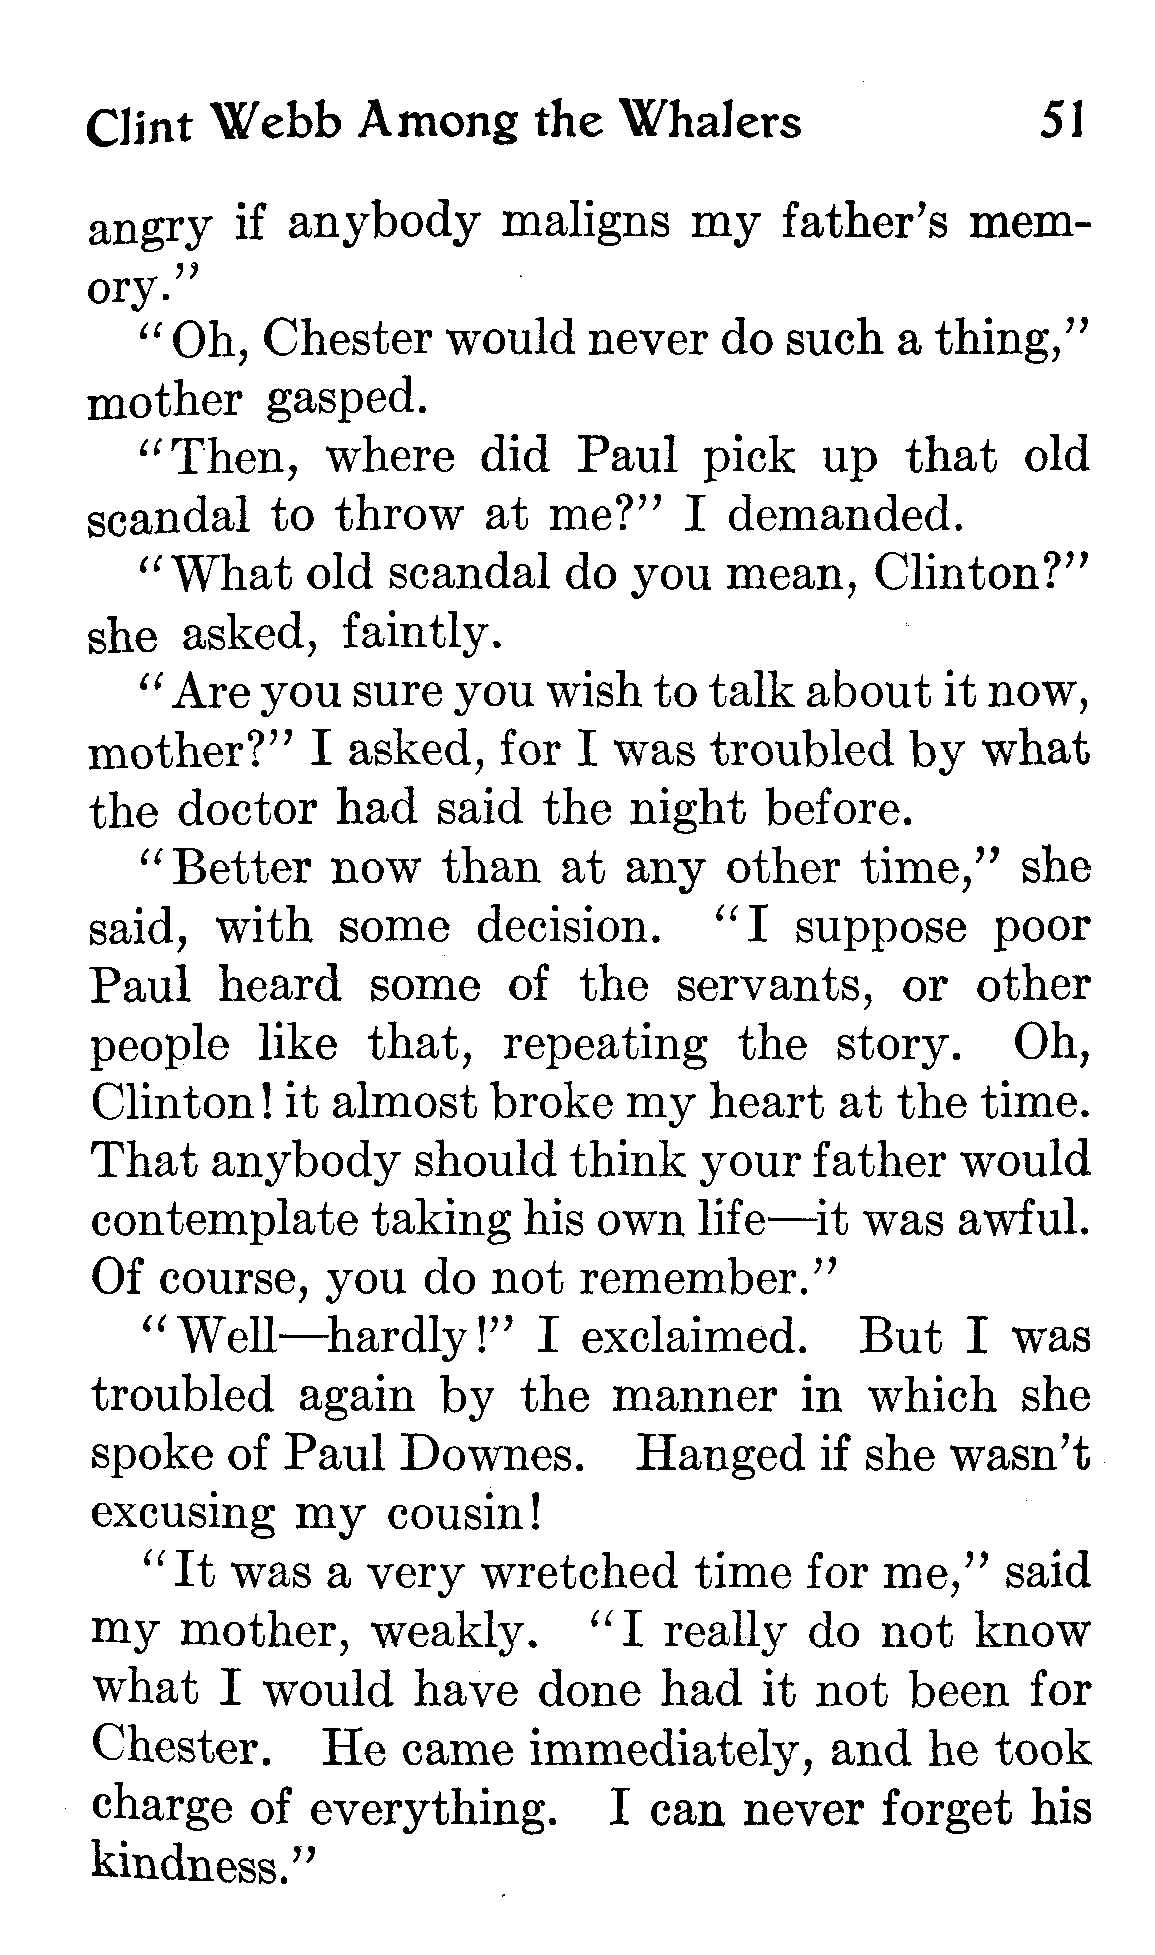 Clint Webb Among the Whalers 51
angry if anybody maligns my father's mem-
ory."
"Oh, Chester would never do such a thing,"
mother gasped.
"Then, where did Paul pick up that old
scandal to throw at me?" I demanded.
"What old scandal do you mean, Clinton?"
she asked, faintly.
"Are you sure you wish to talk about it now,
mother?" I asked, for I was troubled by what
the doctor had said the night before.
"Better now than at any other time," she
said, with some decision. "I suppose poor
Paul heard some of the servants, or other
people like that, repeating the story. Oh,
Clinton! it almost broke my heart at the time.
That anybody should think your father would
contemplate taking his own life—it was awful.
Of course, you do not remember."
"Well—hardly!" I exclaimed. But I was
troubled again by the manner in which she
spoke of Paul Downes. Hanged if she wasn't
excusing my cousin!
"It was a very wretched time for me," said
my mother, weakly. "I really do not know
what I would have done had it not been for
Chester. He came immediately, and he took
charge of everything. I can never forget his
kindness."